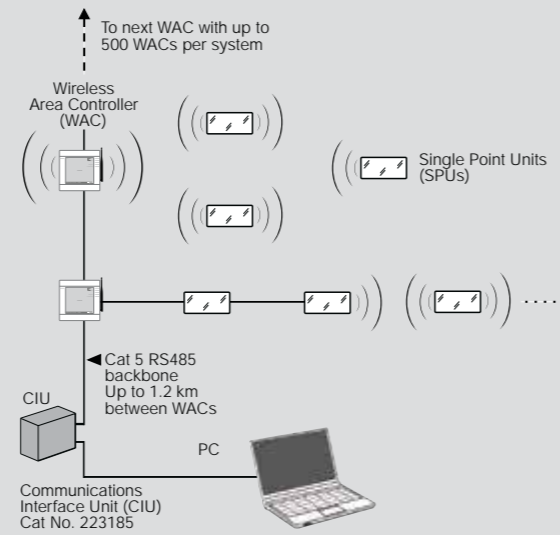 To next WAC with up to
500 WACs per system
Wireless
Area Controller
(WAC)
Single Point Units
(SPUs)
Cat 5 RS485
backbone
Up to 1.2 km
between WACs
CIU
PC
Communications
Interface Unit (CIU)
Cat No. 223185